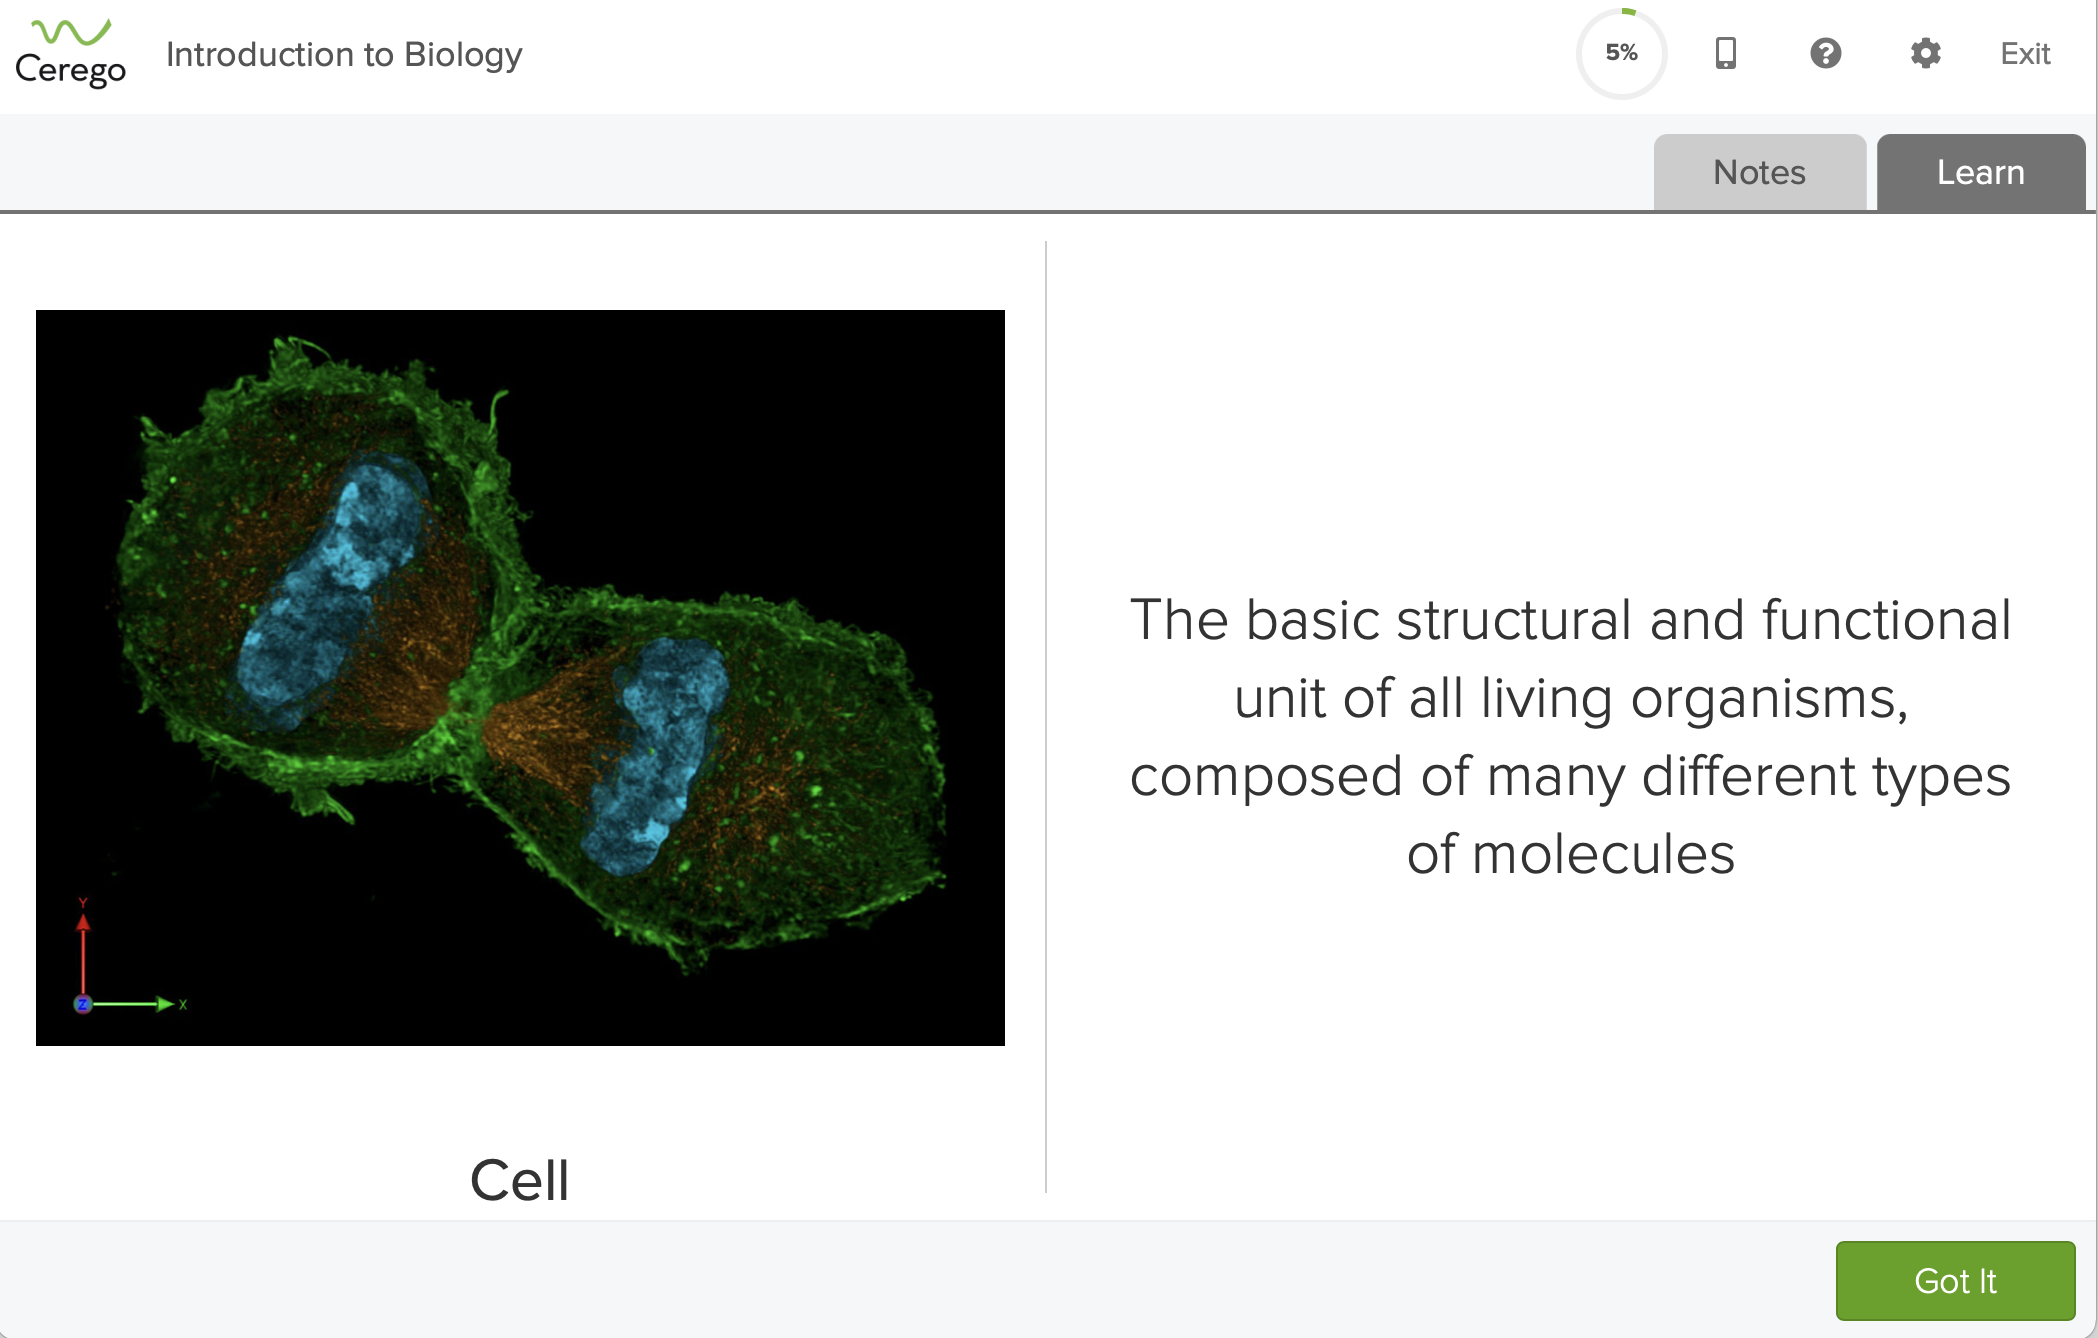 Cerego
Introduction to Biology
5%
?
Exit
Notes
Learn
The basic structural and functional
unit of all living organisms,
composed of many different types
of molecules
Y
Z
X
Cell
Got It